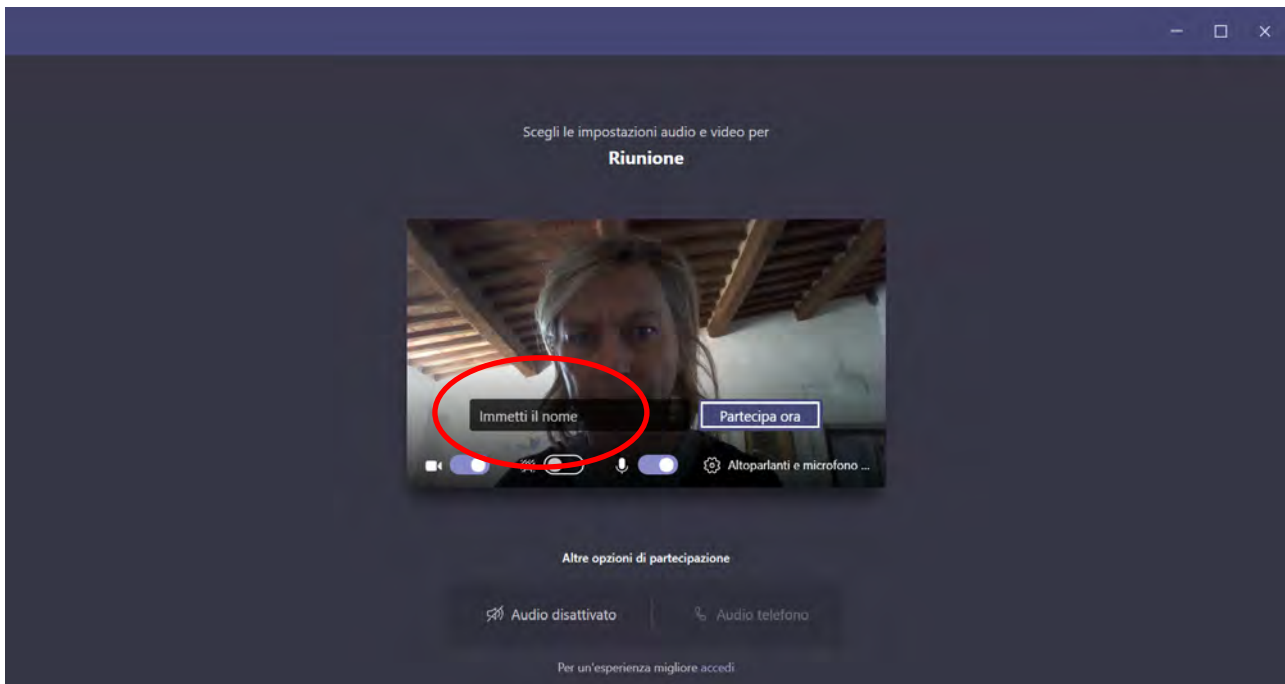 Scegli le impostazioni audio e video per
Riunione
Immetti il nome
Partecipa ora
Altoparlanti e microfono ...
Altre opzioni di partecipazione
Audio disattivato
Audio telefono
Per un'esperienza migliore accedi